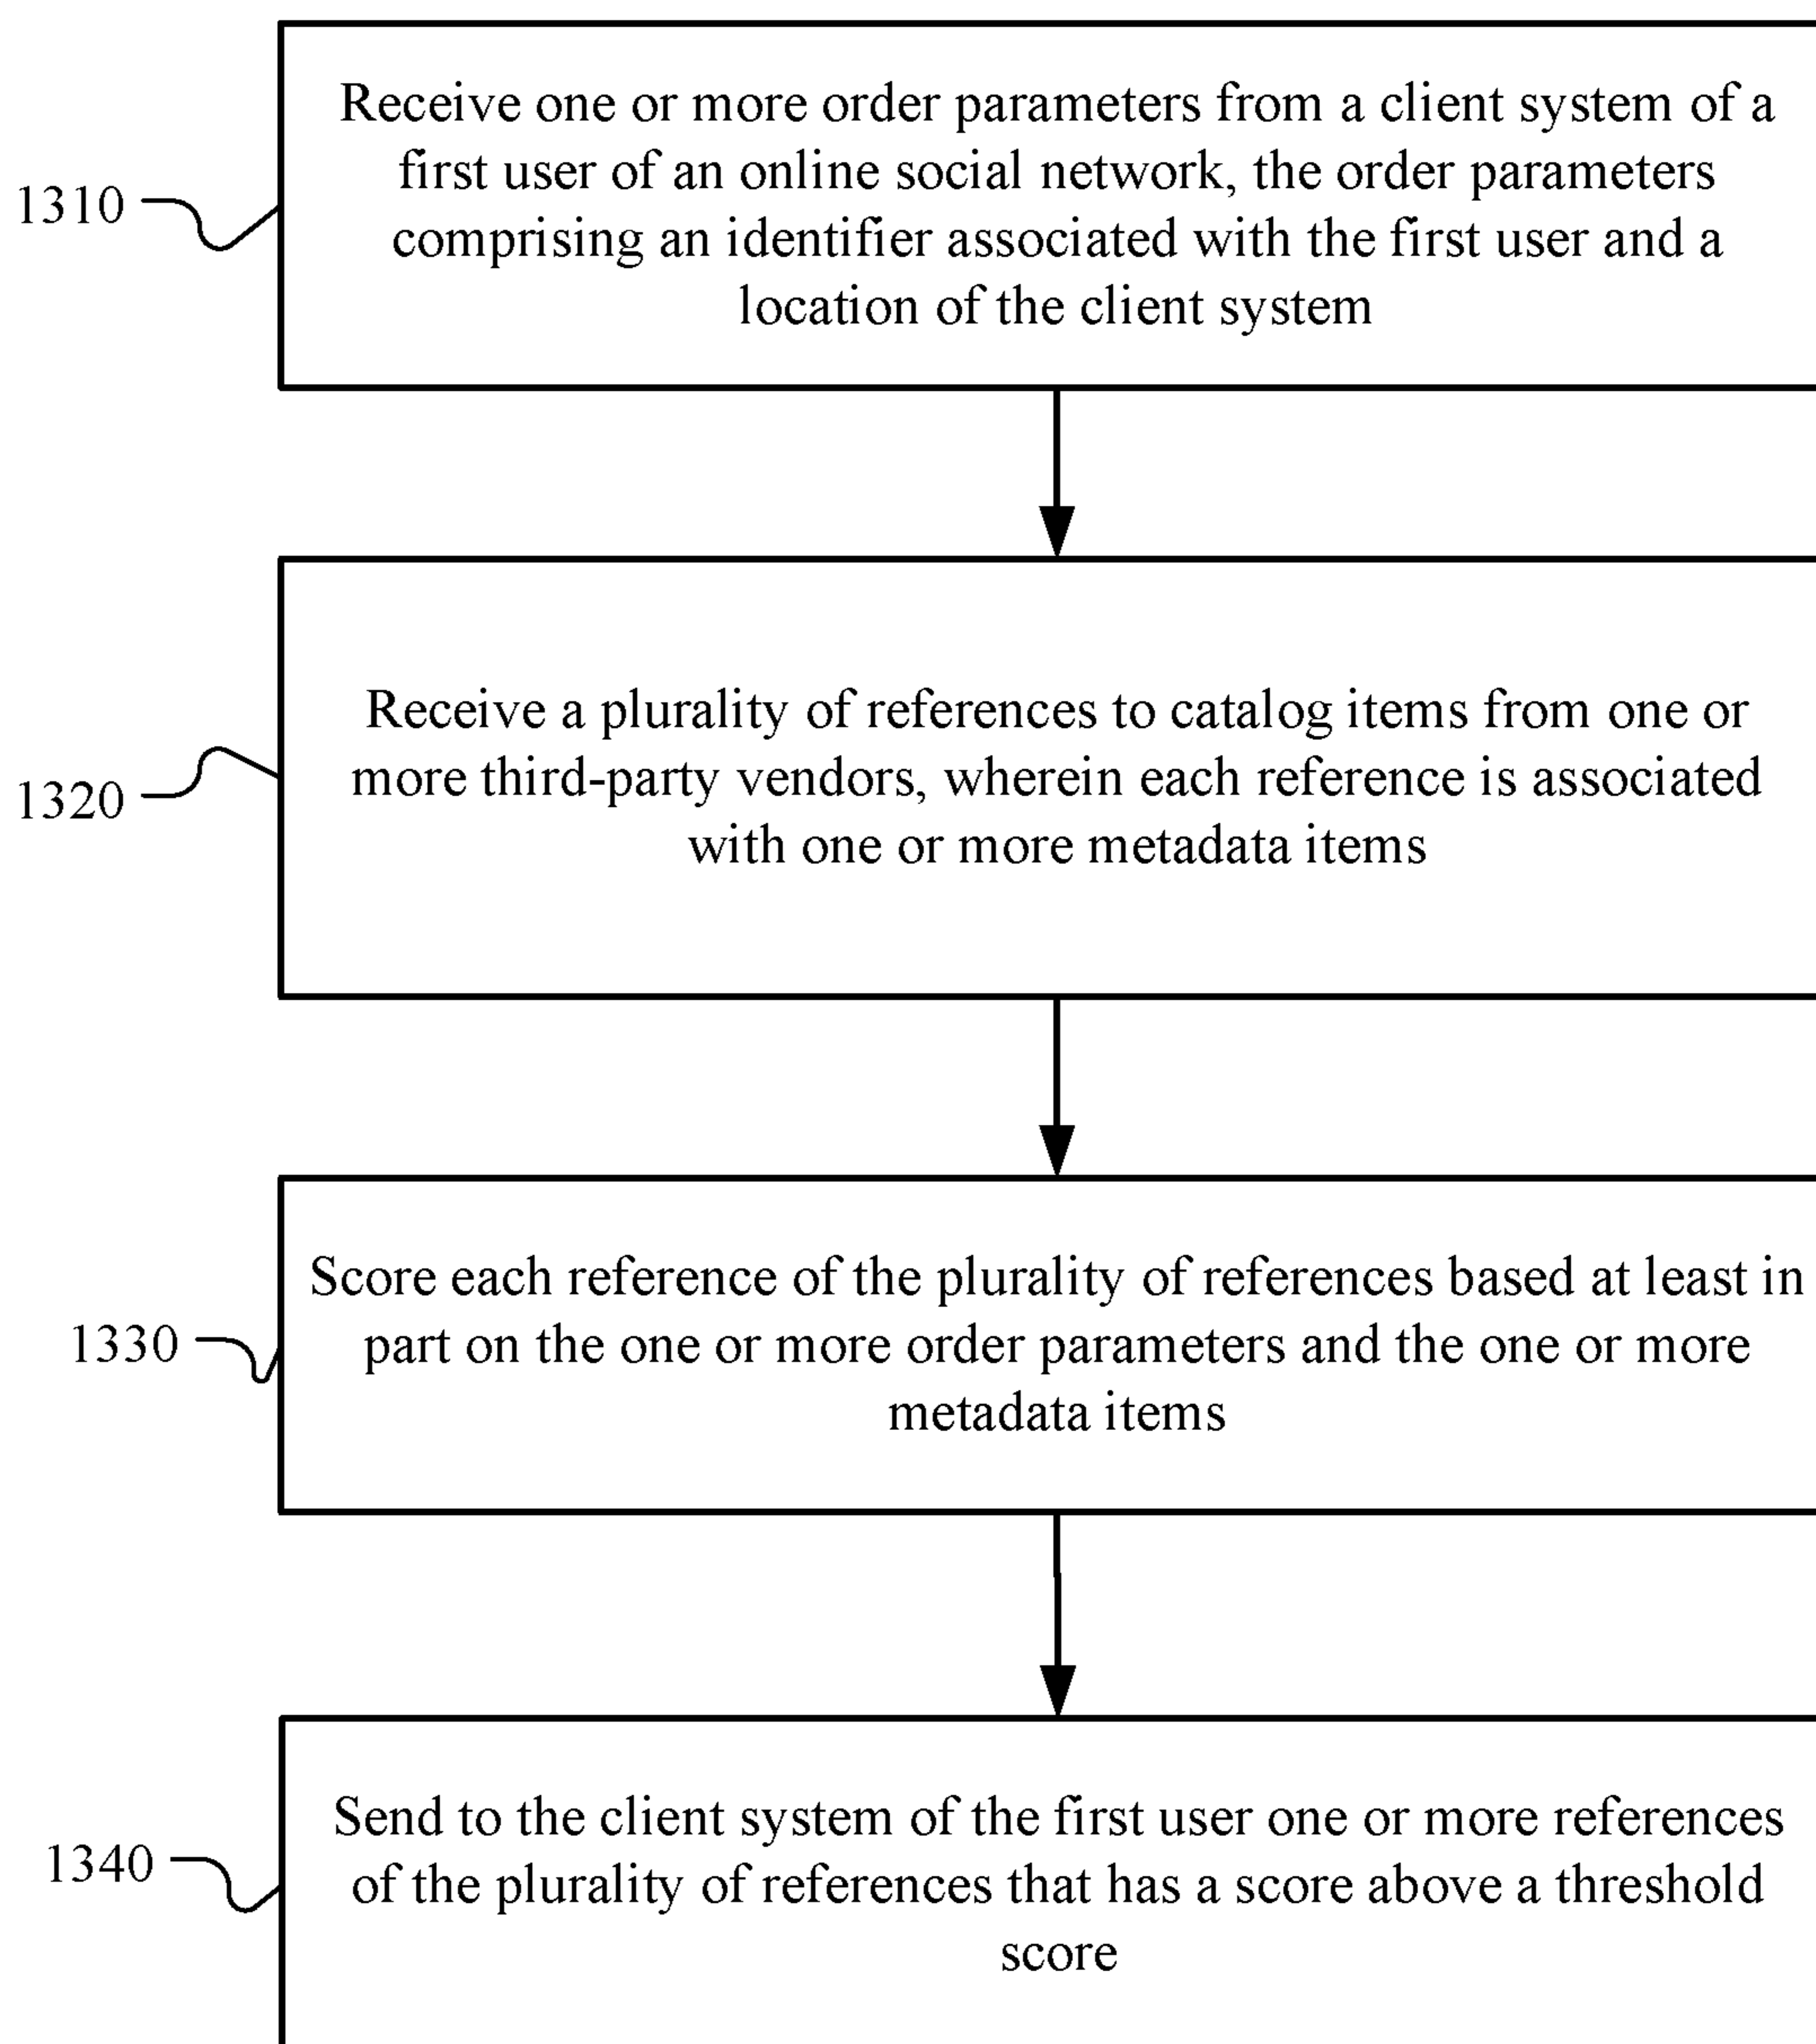 Receive one or more order parameters from a client system of a
first user of an online social network, the order parameters
comprising an identifier associated with the first user and a
location of the client system
1310
Receive a plurality of references to catalog items from one or
more third-party vendors, wherein each reference is associated
with one or more metadata items
1320
Score each reference of the plurality of references based at least in
part on the one or more order parameters and the one or more
metadata items
1330
Send to the client system of the first user one or more references
of the plurality of references that has a score above a threshold
score
1340